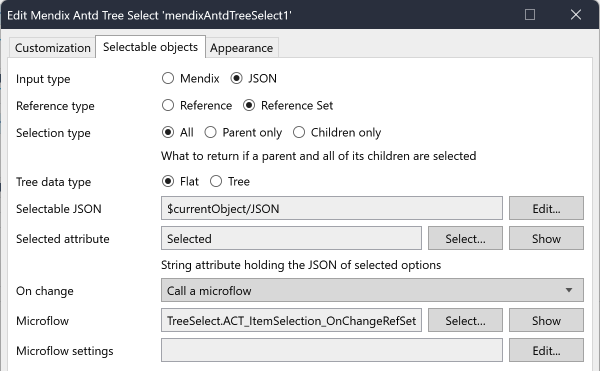 Edit Mendix Antd Tree Select 'mendixAntdTreeSelect1'
Customization Selectable objects Appearance
Input type Mendix JSON
Reference type Reference Reference Set
Selection type All Parent only Children only
What to return if a parent and all of its children are selected
Tree data type Flat Tree
Selectable JSON $currentObject/JSON Edit...
Selected attribute Selected Select... Show
String attribute holding the JSON of selected options
On change Call a microflow
Microflow TreeSelect.ACT_ItemSelection_OnChangeRefSet Select... Show
Microflow settings Edit...